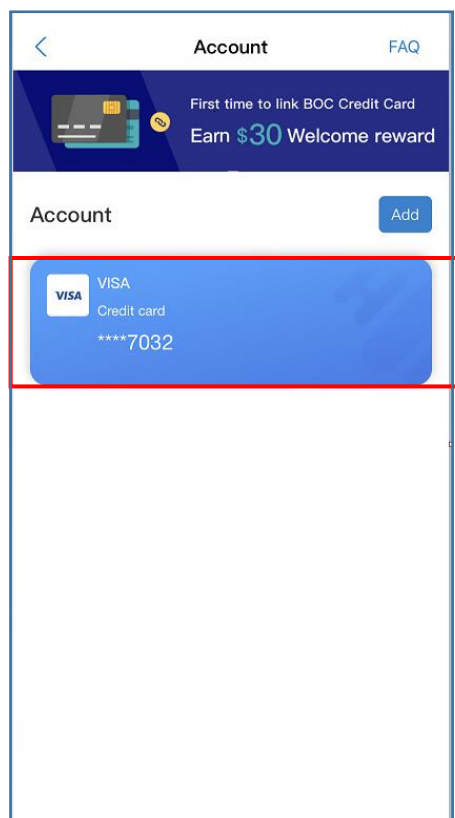 Account
FAQ
First time to link BOC Credit Card
Earn $30 Welcome reward
Account
Add
VISA
VISA
Credit card
****7032